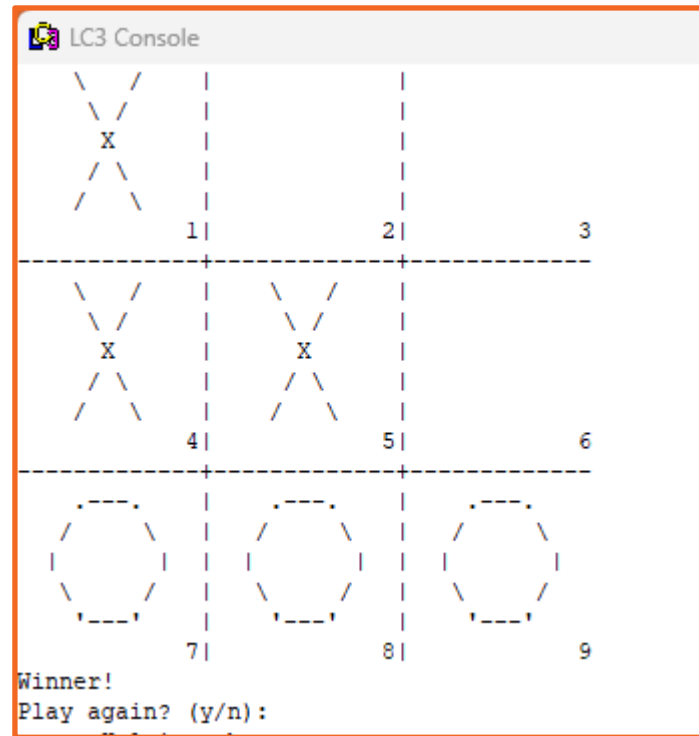 LC3 Console
    \   /    |            |
     \ /     |            |
      X      |            |
     / \     |            |
    /   \    |            |
           1|            2|            3
------------+------------+------------
    \   /    |    \   /    |
     \ /     |     \ /     |
      X      |      X      |
     / \     |     / \     |
    /   \    |    /   \    |
           4|            5|            6
------------+------------+------------
    .---.    |    .---.    |    .---.
   /     \   |   /     \   |   /     \
  |       |  |  |       |  |  |       |
   \     /   |   \     /   |   \     /
    '---'    |    '---'    |    '---'
           7|            8|            9
Winner!
Play again? (y/n):